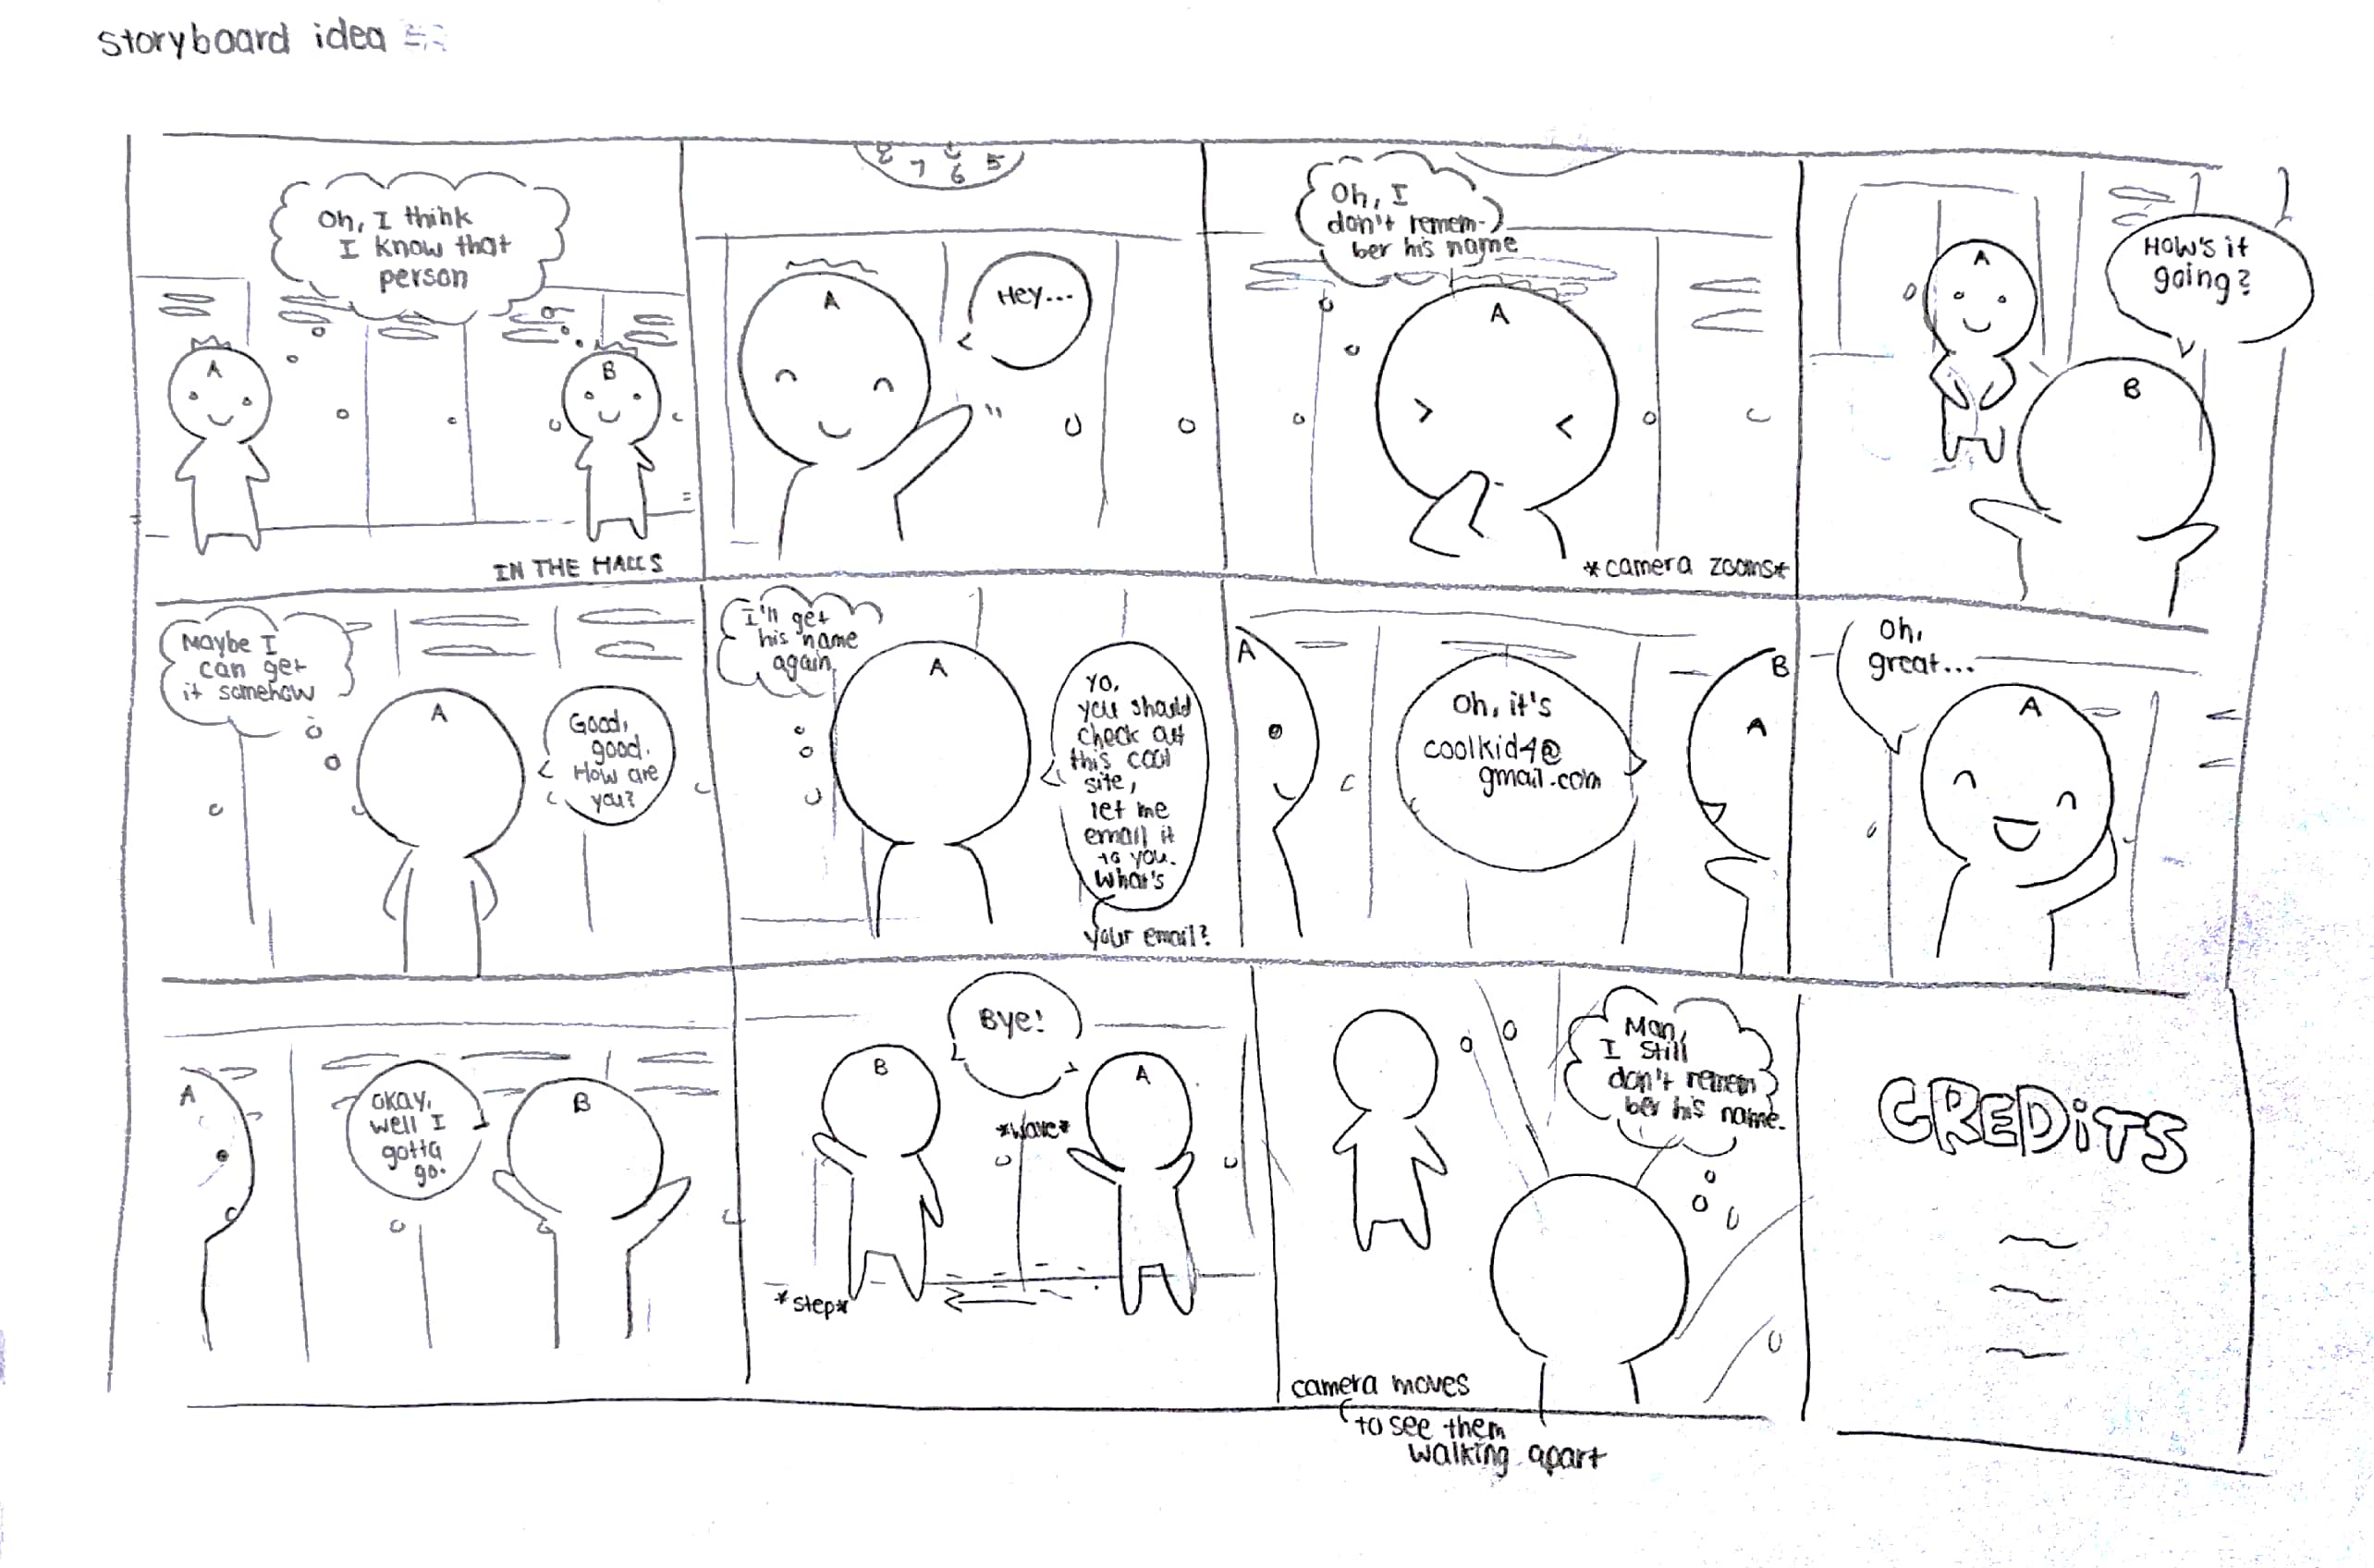 storyboard idea
Oh, I think
I know that
person
A
B
IN THE HALLS
8 7 6 5
A
Hey...
Oh, I
don't remem-
ber his name
A
*camera zooms*
A
How's it
going?
B
Maybe I
can get
it somehow
A
Good,
good.
How are
you?
I'll get
his name
again
A
Yo,
you should
check out
this cool
site,
let me
email it
to you.
What's
your email?
A
Oh, it's
coolkid4@
gmail.com
B
Oh,
great...
A
A
okay,
well I
gotta
go.
B
B
Bye!
A
*wave*
*step*
Man,
I still
don't remem
ber his name.
camera moves
to see them
walking apart
CREDiTS